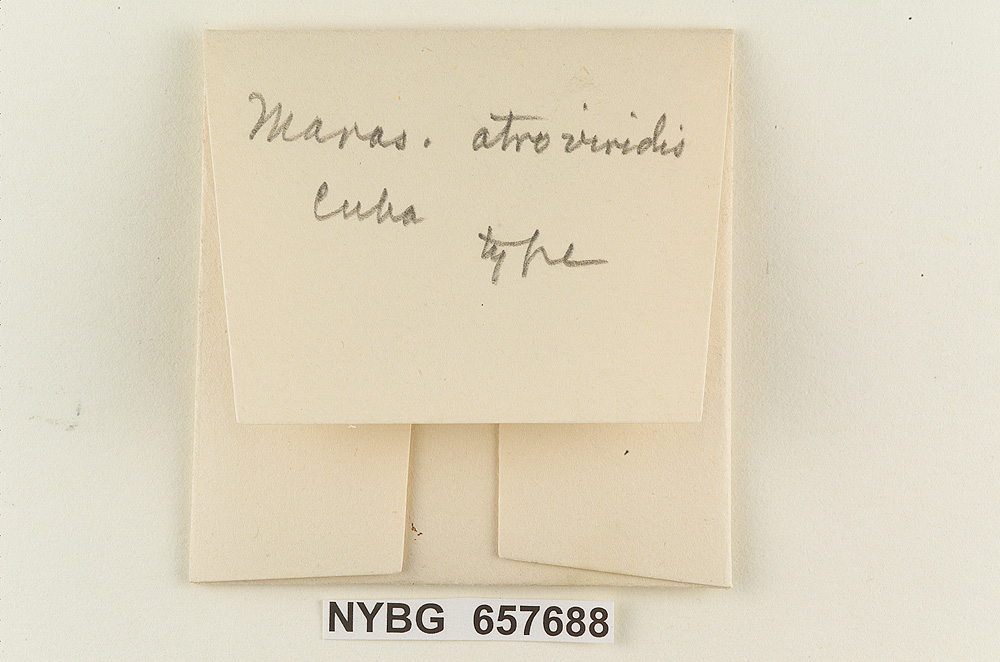 Maras. atroviridis
Cuba
type
NYBG 657688